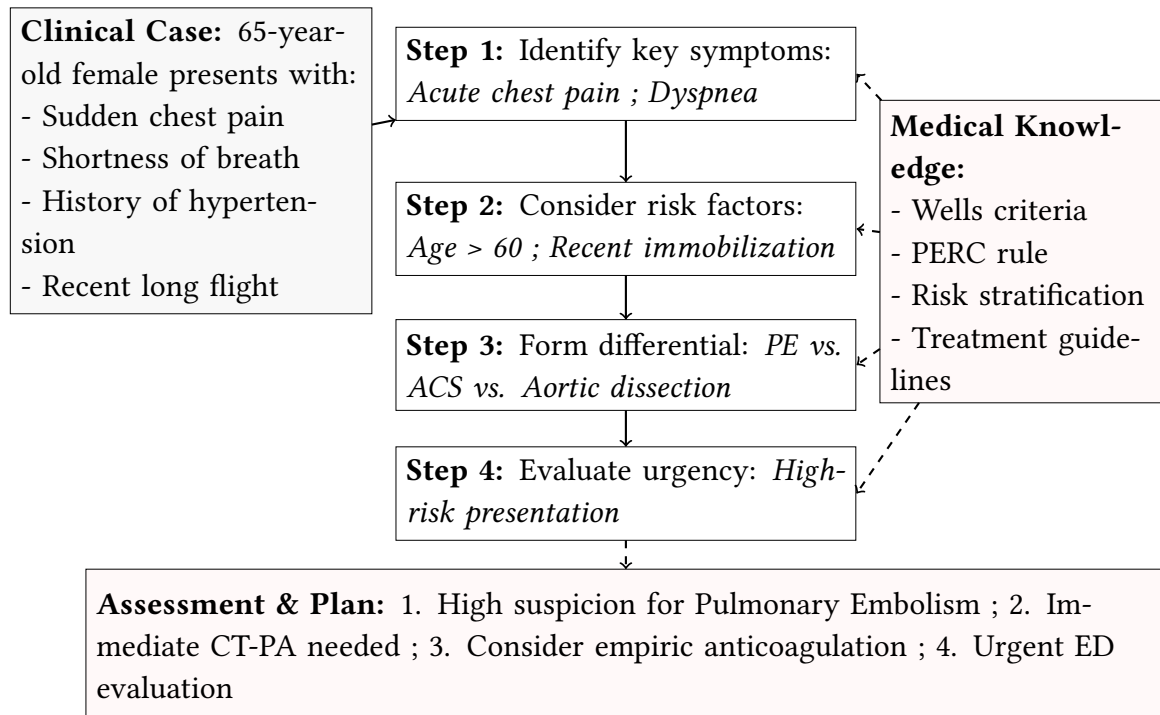 Clinical Case: 65-year-
old female presents with:
- Sudden chest pain
- Shortness of breath
- History of hyperten-
sion
- Recent long flight
Step 1: Identify key symptoms:
Acute chest pain ; Dyspnea
Step 2: Consider risk factors:
Age > 60 ; Recent immobilization
Step 3: Form differential: PE vs.
ACS vs. Aortic dissection
Step 4: Evaluate urgency: High-
risk presentation
Medical Knowl-
edge:
- Wells criteria
- PERC rule
- Risk stratification
- Treatment guide-
lines
Assessment & Plan: 1. High suspicion for Pulmonary Embolism ; 2. Im-
mediate CT-PA needed ; 3. Consider empiric anticoagulation ; 4. Urgent ED
evaluation